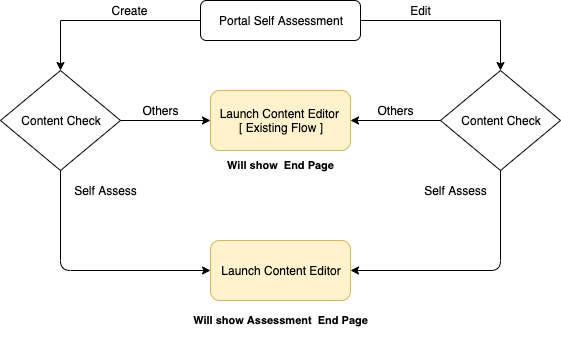 Create
Portal Self Assessment
Edit
Content Check
Others
Launch Content Editor
[ Existing Flow ]
Others
Content Check
Will show  End Page
Self Assess
Self Assess
Launch Content Editor
Will show Assessment  End Page